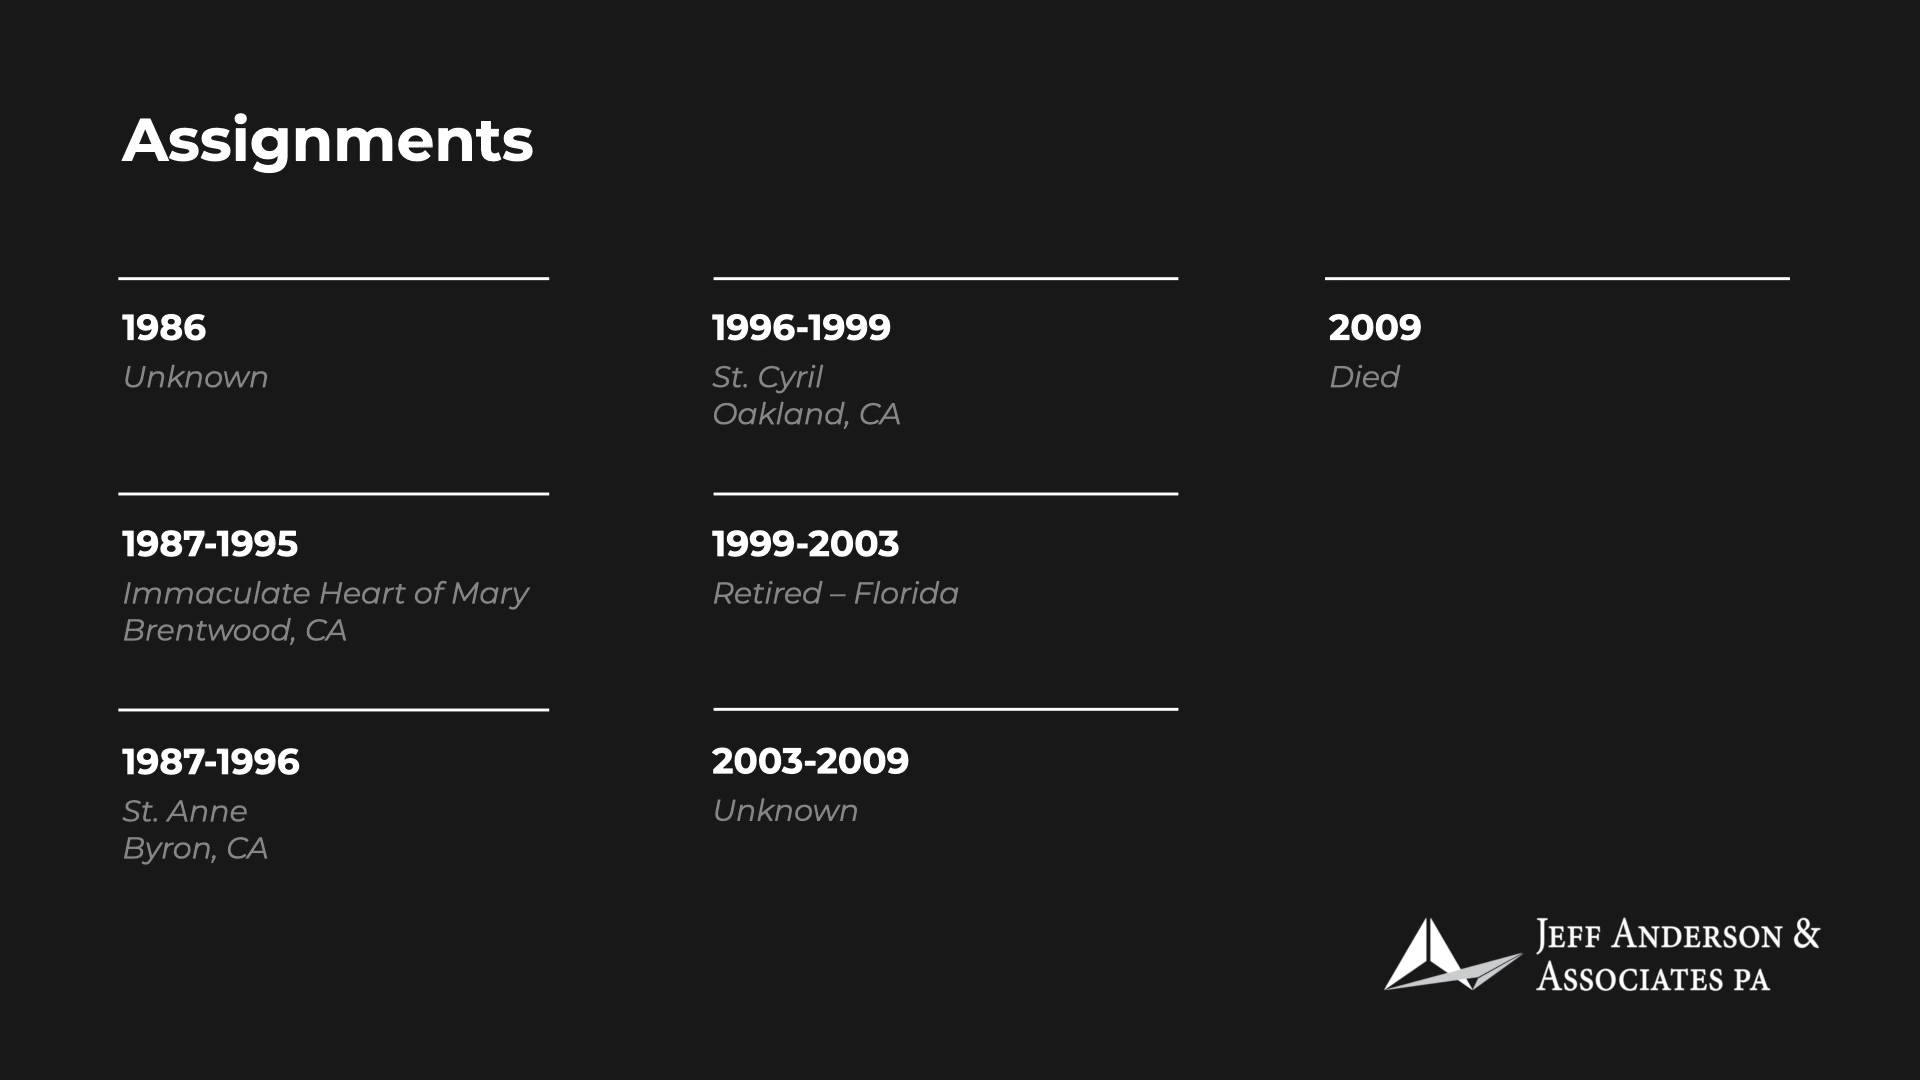 Assignments
1986
Unknown
1987-1995
Immaculate Heart of Mary
Brentwood, CA
1987-1996
St. Anne
Byron, CA
1996-1999
St. Cyril
Oakland, CA
1999-2003
Retired – Florida
2003-2009
Unknown
2009
Died
JEFF ANDERSON &
ASSOCIATES PA